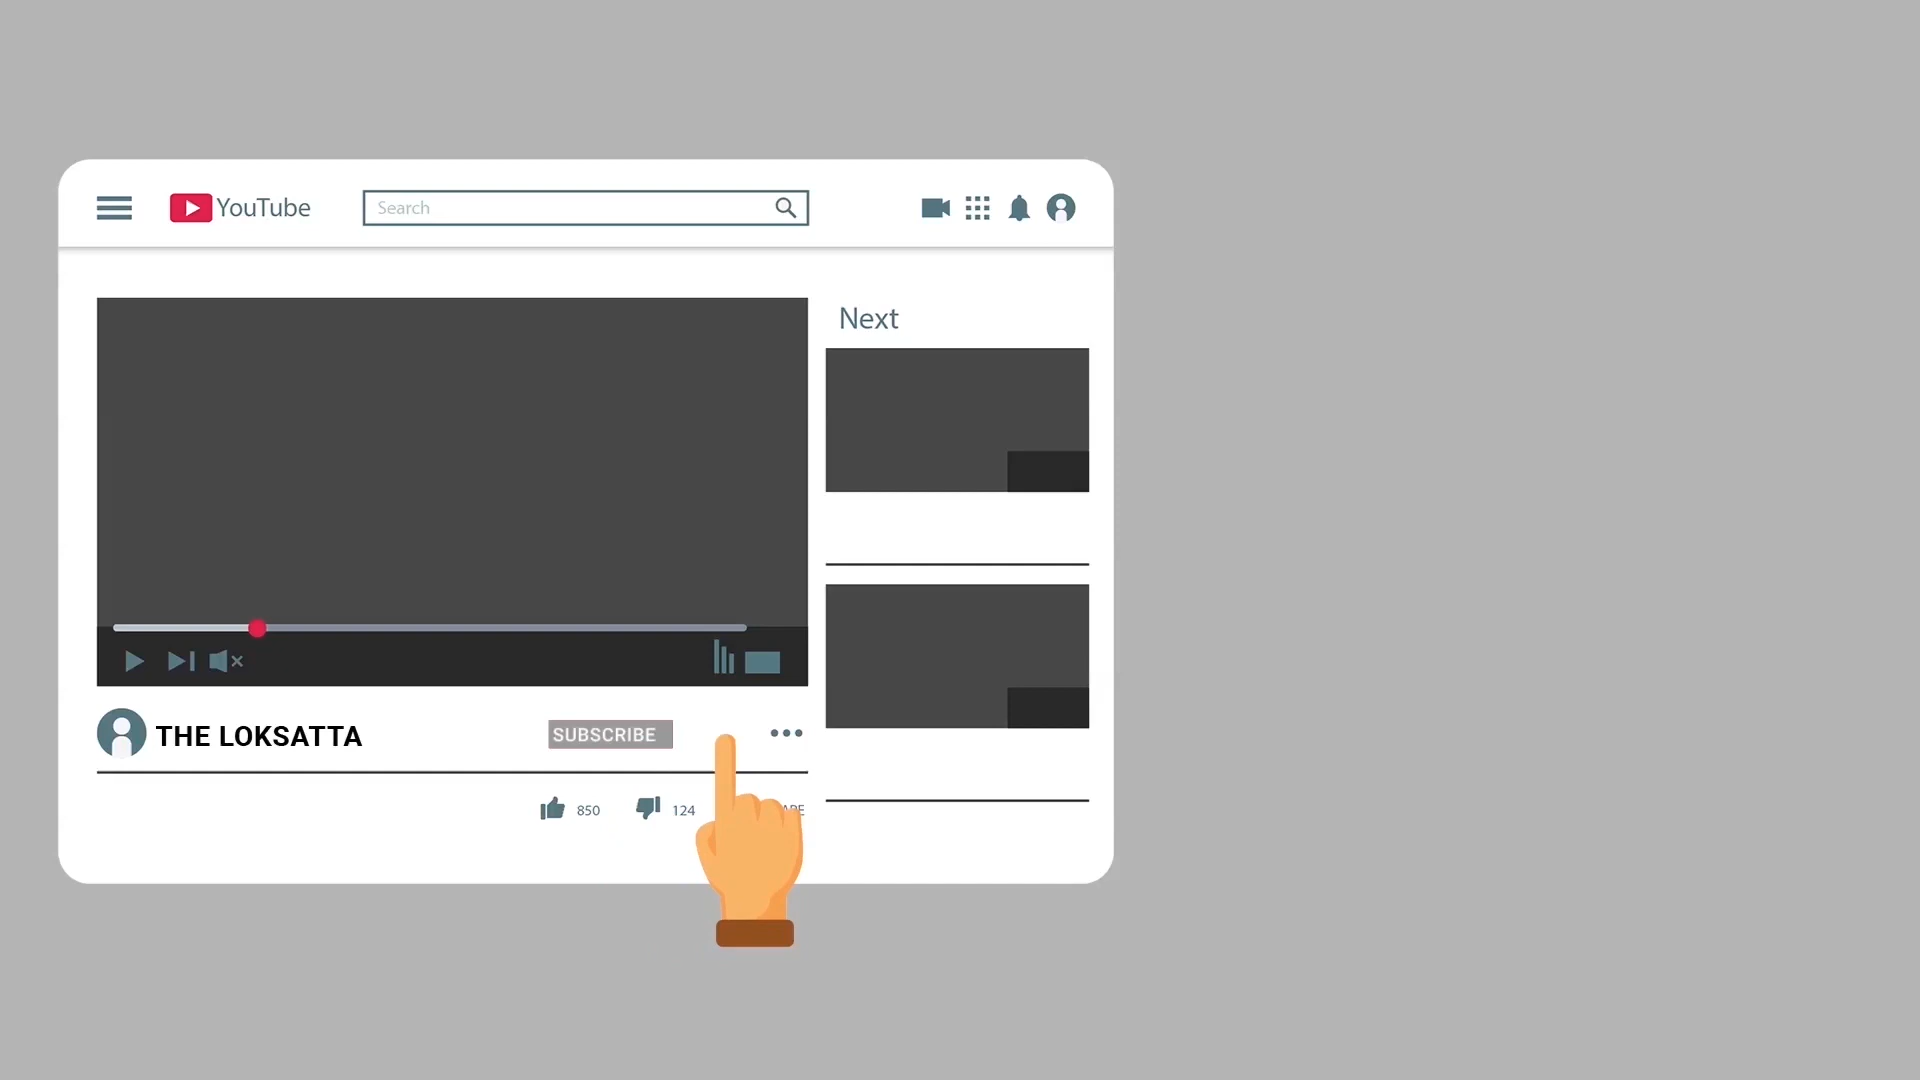 YouTube
Search
Next
THE LOKSATTA
SUBSCRIBE
850
124